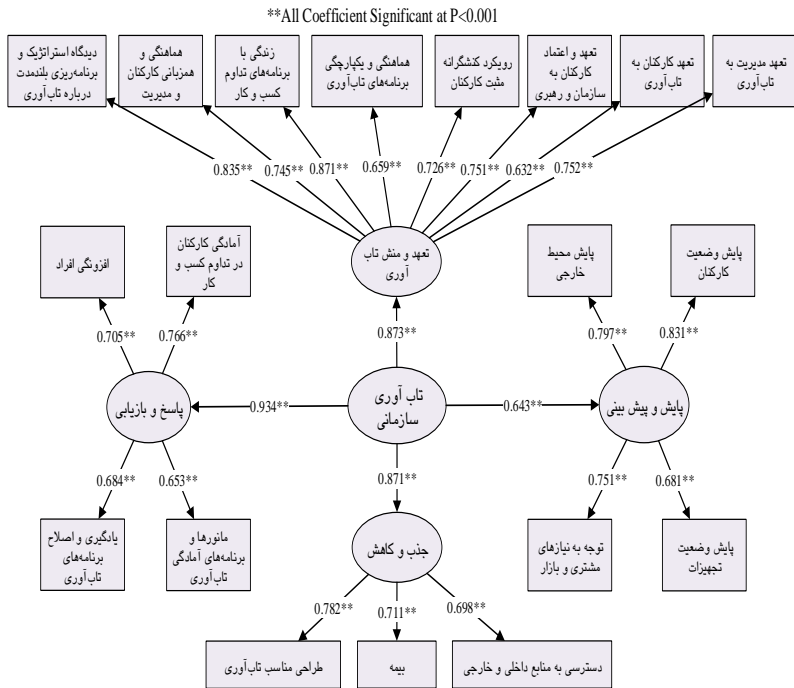 **All Coefficient Significant at P<0.001
تعهد مدیریت به
تاب‌آوری
تعهد کارکنان به
تاب‌آوری
تعهد و اعتماد
کارکنان به
سازمان و رهبری
رویکرد کنشگرانه
مثبت کارکنان
هماهنگی و یکپارچگی
برنامه‌های تاب‌آوری
زندگی با
برنامه‌های تداوم
کسب و کار
هماهنگی و
همزبانی کارکنان
و مدیریت
دیدگاه استراتژیک و
برنامه‌ریزی بلندمدت
درباره تاب‌آوری
0.835**
0.745**
0.871**
0.659**
0.726**
0.751**
0.632**
0.752**
تعهد و منش تاب
آوری
پایش وضعیت
کارکنان
پایش محیط
خارجی
آمادگی کارکنان
در تداوم کسب و
کار
افزونگی افراد
0.705**
0.766**
0.873**
0.797**
0.831**
پایش و پیش بینی
0.643**
تاب آوری
سازمانی
0.934**
پاسخ و بازیابی
0.684**
0.653**
0.871**
0.751**
0.681**
پایش وضعیت
تجهیزات
توجه به نیازهای
مشتری و بازار
جذب و کاهش
مانورها و
برنامه‌های آمادگی
تاب‌آوری
یادگیری و اصلاح
برنامه‌های
تاب‌آوری
0.782**
0.711**
0.698**
دسترسی به منابع داخلی و خارجی
بیمه
طراحی مناسب تاب‌آوری